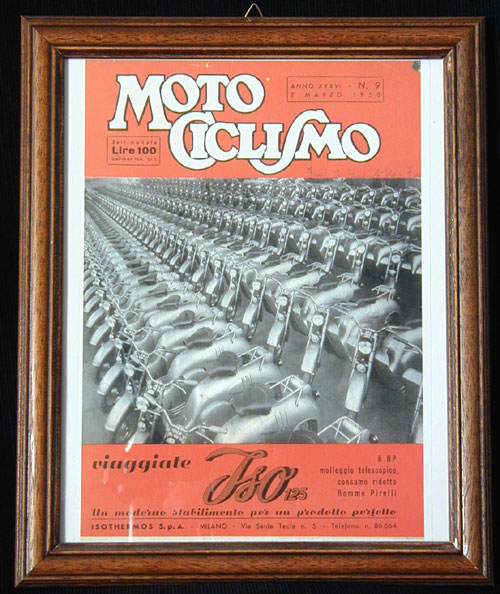 MOTO
CICLISMO
ANNO XXXVI - N. 9
2 MARZO 1950
Settimanale
Lire 100
viaggiate Iso 125
6 HP
molleggio telescopico
consumo ridotto
Gomme Pirelli
Un moderno stabilimento per un prodotto perfetto
ISOTHERMOS S.p.A. - MILANO - Via Santa Tecla n. 5 - Telefono n. 86.664